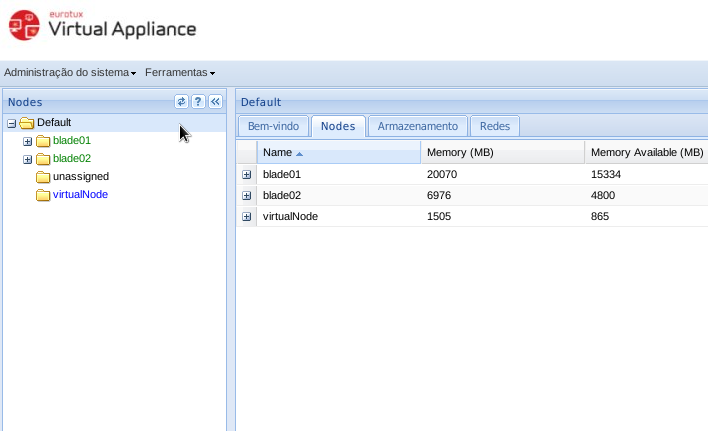 eurotux
Virtual Appliance
Administração do sistema Ferramentas
Nodes
Default
blade01
blade02
unassigned
virtualNode
Default
Bem-vindo Nodes Armazenamento Redes
Name Memory (MB) Memory Available (MB)
blade01 20070 15334
blade02 6976 4800
virtualNode 1505 865